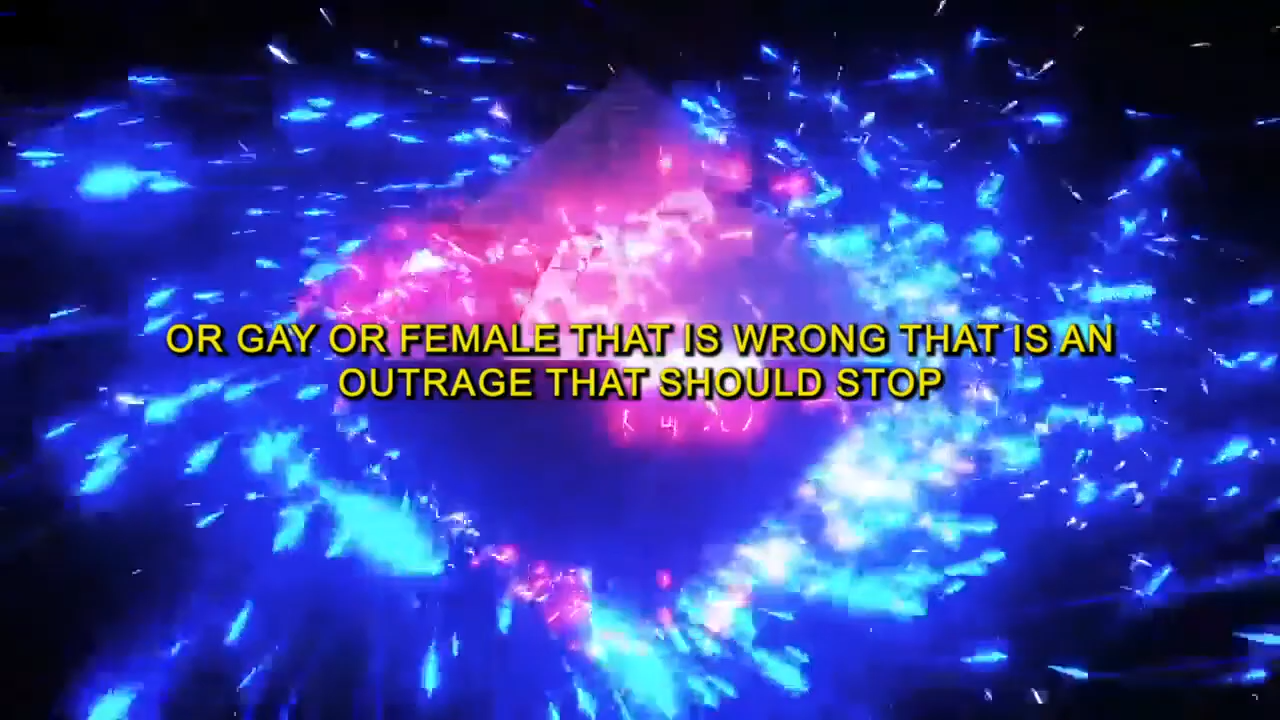 OR GAY OR FEMALE THAT IS WRONG THAT IS AN
OUTRAGE THAT SHOULD STOP